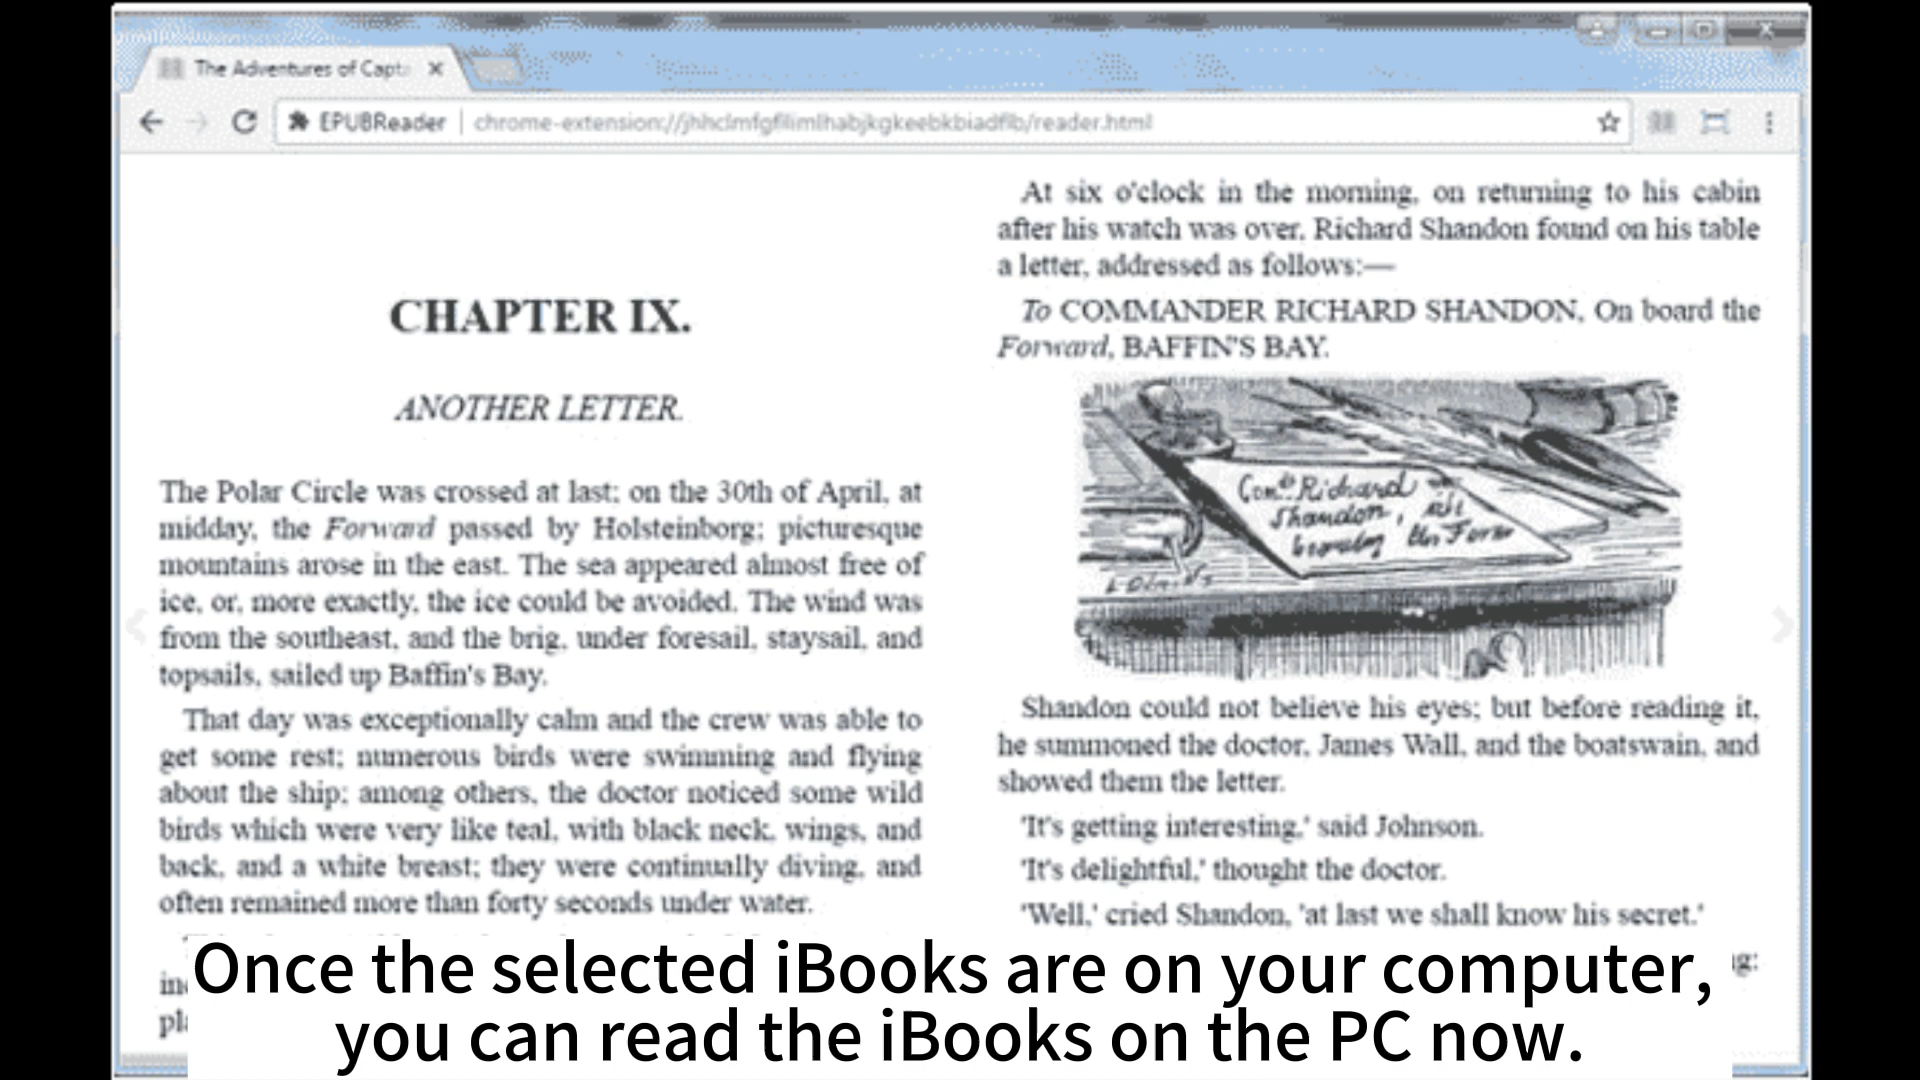 The Adventures of Capt
EPUBReader
chrome-extension://jhhclmfgfllimlhabjkgkeebkbiadflb/reader.html
CHAPTER IX.
ANOTHER LETTER.
The Polar Circle was crossed at last; on the 30th of April, at
midday, the Forward passed by Holsteinborg; picturesque
mountains arose in the east. The sea appeared almost free of
ice, or, more exactly, the ice could be avoided. The wind was
from the southeast, and the brig, under foresail, staysail, and
topsails, sailed up Baffin's Bay.
That day was exceptionally calm and the crew was able to
get some rest; numerous birds were swimming and flying
about the ship; among others, the doctor noticed some wild
birds which were very like teal, with black neck, wings, and
back, and a white breast; they were continually diving, and
often remained more than forty seconds under water.
At six o'clock in the morning, on returning to his cabin
after his watch was over, Richard Shandon found on his table
a letter, addressed as follows:—
To COMMANDER RICHARD SHANDON, On board the
Forward, BAFFIN'S BAY.
Richard
Shandon,
the Forw
Shandon could not believe his eyes; but before reading it,
he summoned the doctor, James Wall, and the boatswain, and
showed them the letter.
'It's getting interesting,' said Johnson.
'It's delightful,' thought the doctor.
'Well,' cried Shandon, 'at last we shall know his secret.'
Once the selected iBooks are on your computer,
you can read the iBooks on the PC now.